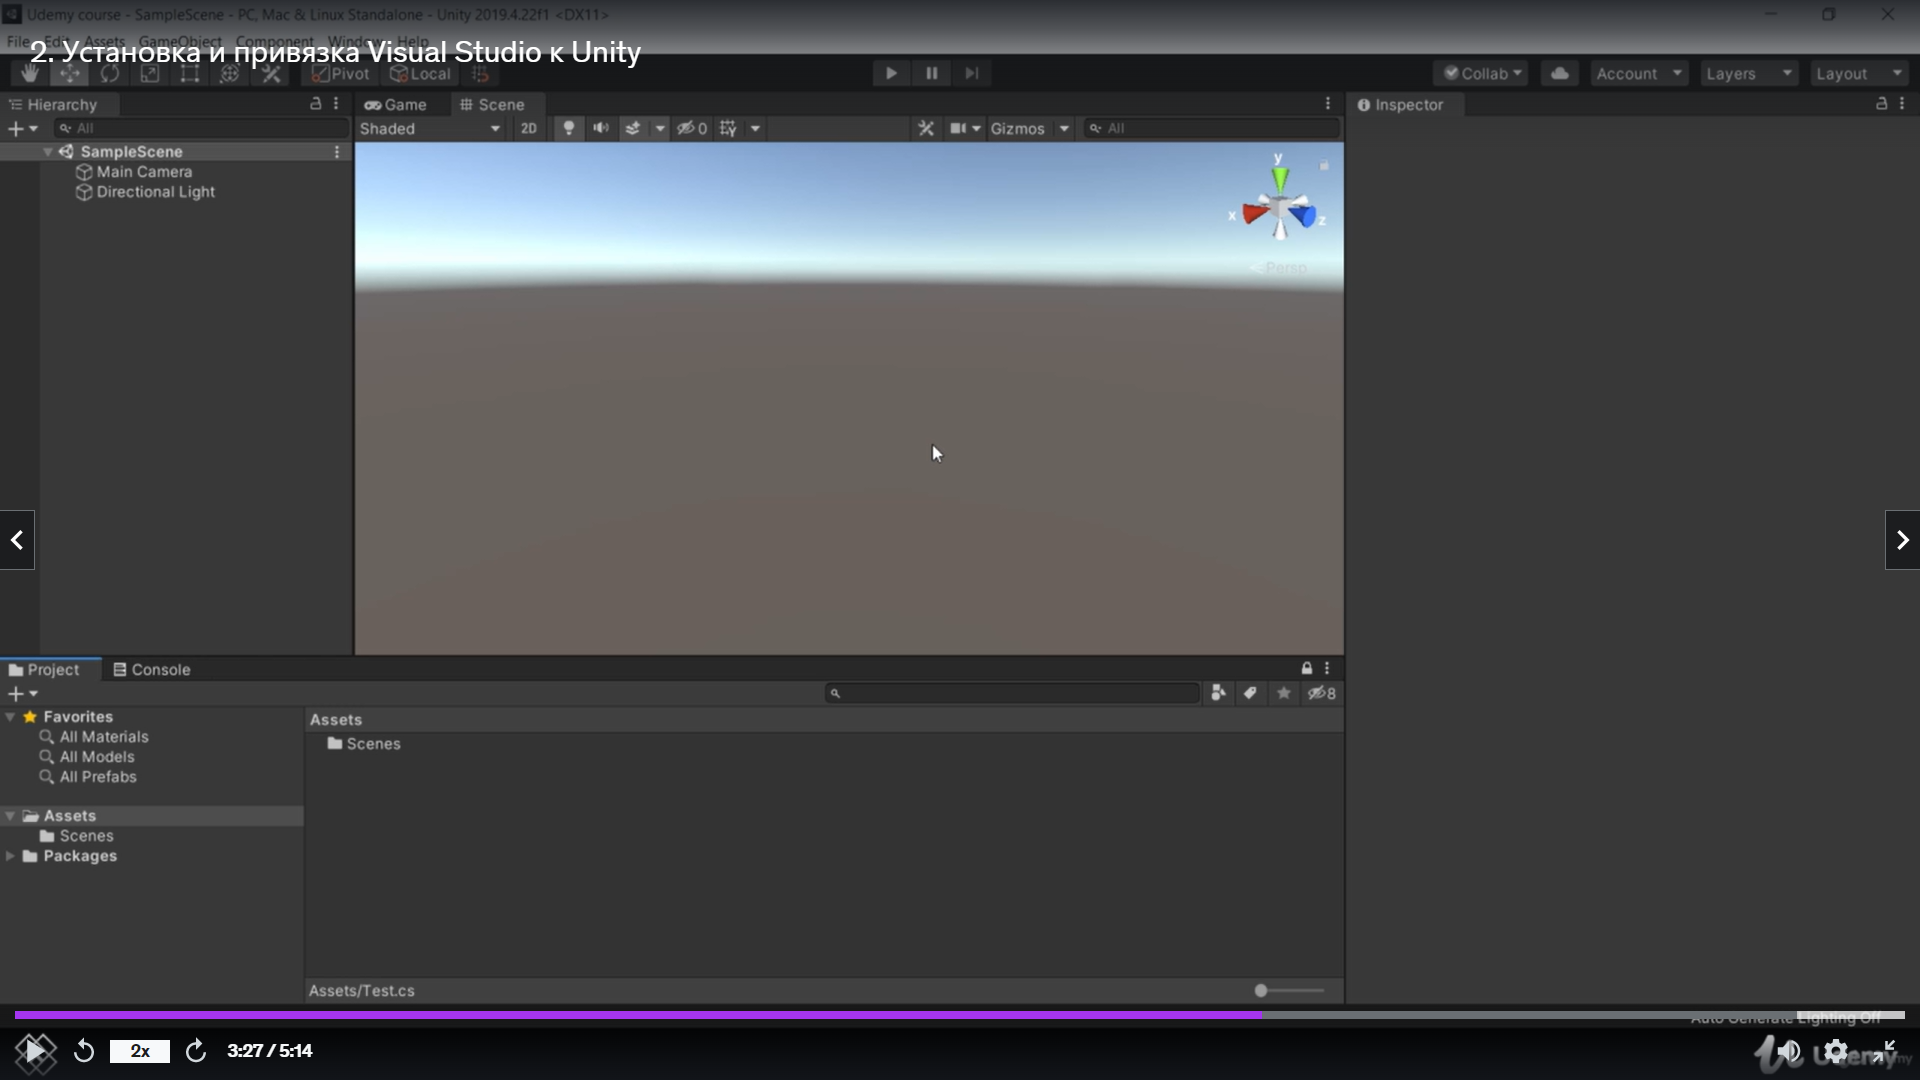 Udemy course - SampleScene - PC, Mac & Linux Standalone - Unity 2019.4.22f1 <DX11>
File Edit Assets GameObject Component Window Help
2. Установка и привязка Visual Studio к Unity
Pivot Local Collab Account Layers Layout
Hierarchy Game Scene Inspector
All Shaded 2D 0 Gizmos All
SampleScene
Main Camera
Directional Light
y
x z
Persp
Project Console
8
Favorites
All Materials
All Models
All Prefabs
Assets
Scenes
Packages
Assets
Scenes
Assets/Test.cs
Auto Generate Lighting Off
2x 3:27 / 5:14
Udemy